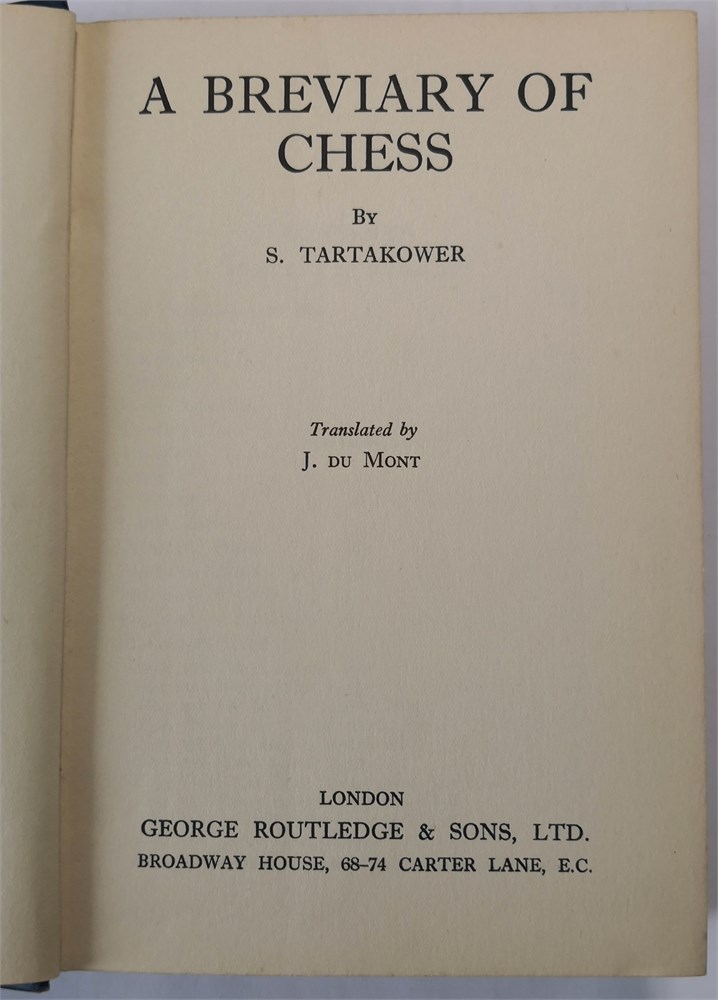 A BREVIARY OF
CHESS
By
S. TARTAKOWER
Translated by
J. DU MONT
LONDON
GEORGE ROUTLEDGE & SONS, LTD.
BROADWAY HOUSE, 68–74 CARTER LANE, E.C.